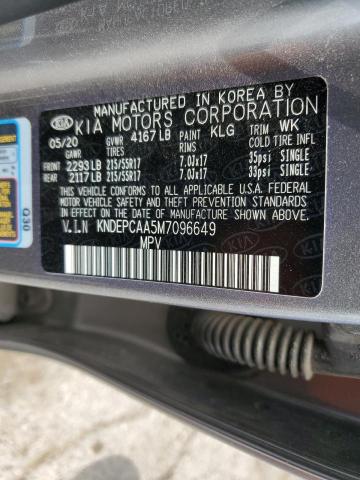 MANUFACTURED IN KOREA BY
KIA KIA MOTORS CORPORATION
05/20 GVWR 4167 LB PAINT KLG TRIM WK
GAWR TIRES RIMS COLD TIRE INFL
FRONT 2293 LB 215/55R17 7.0Jx17 35psi SINGLE
REAR 2117 LB 215/55R17 7.0Jx17 33psi SINGLE
THIS VEHICLE CONFORMS TO ALL APPLICABLE U.S.A. FEDERAL
MOTOR VEHICLE SAFETY AND THEFT PREVENTION STANDARDS
IN EFFECT ON THE DATE OF MANUFACTURE SHOWN ABOVE.
V.I.N KNDEPCAA5M7096649
MPV
Q30